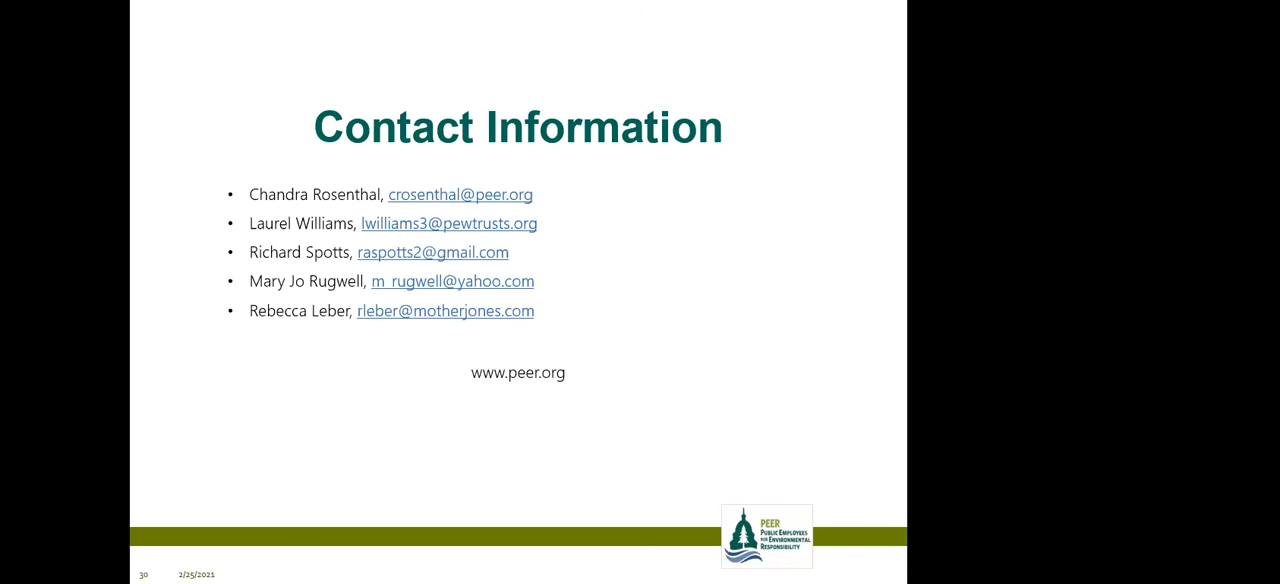 Contact Information
• Chandra Rosenthal, crosenthal@peer.org
• Laurel Williams, lwilliams3@pewtrusts.org
• Richard Spotts, raspotts2@gmail.com
• Mary Jo Rugwell, m_rugwell@yahoo.com
• Rebecca Leber, rleber@motherjones.com
www.peer.org
PEER
PUBLIC EMPLOYEES
FOR ENVIRONMENTAL
RESPONSIBILITY
30 2/25/2021